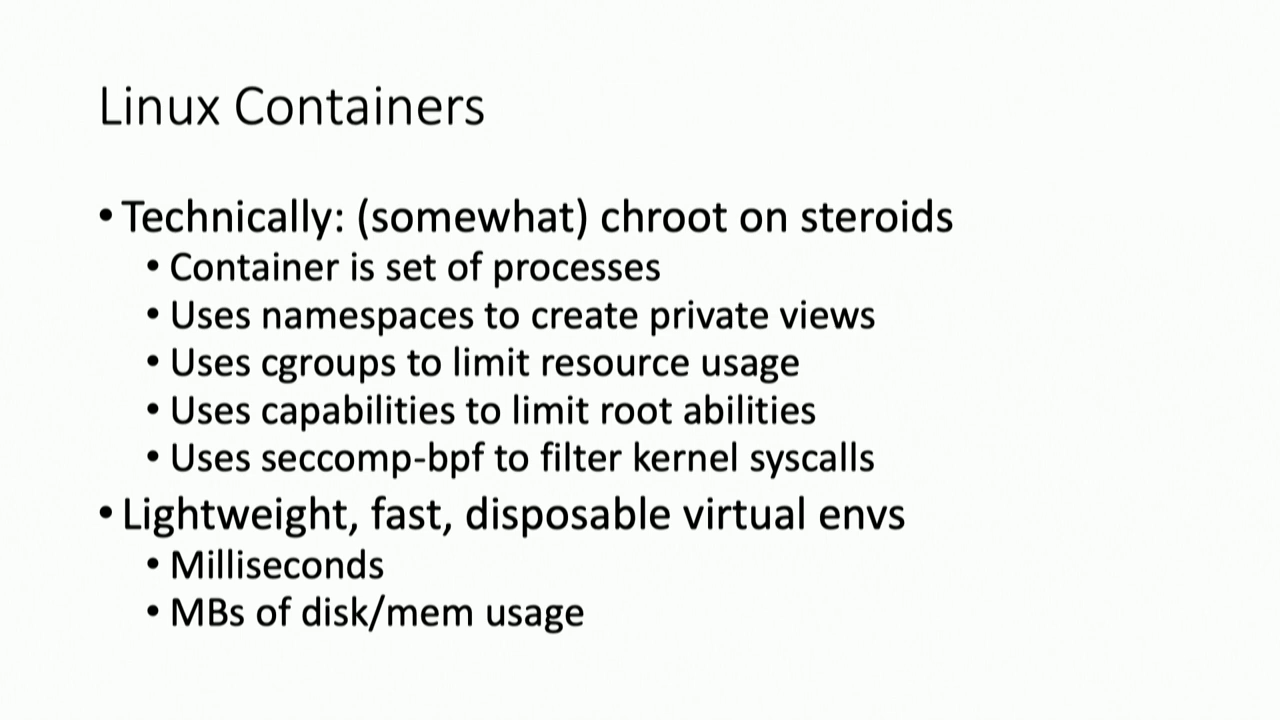 Linux Containers
• Technically: (somewhat) chroot on steroids
• Container is set of processes
• Uses namespaces to create private views
• Uses cgroups to limit resource usage
• Uses capabilities to limit root abilities
• Uses seccomp-bpf to filter kernel syscalls
• Lightweight, fast, disposable virtual envs
• Milliseconds
• MBs of disk/mem usage